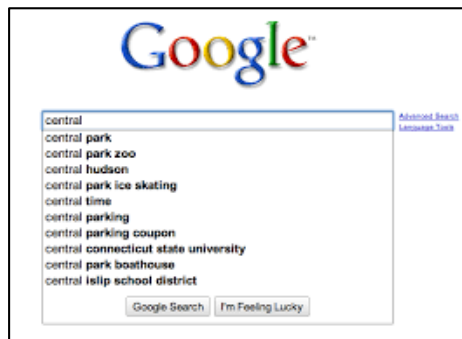 Google™
central
Advanced Search
Language Tools
central park
central park zoo
central hudson
central park ice skating
central time
central parking
central parking coupon
central connecticut state university
central park boathouse
central islip school district
Google Search
I'm Feeling Lucky